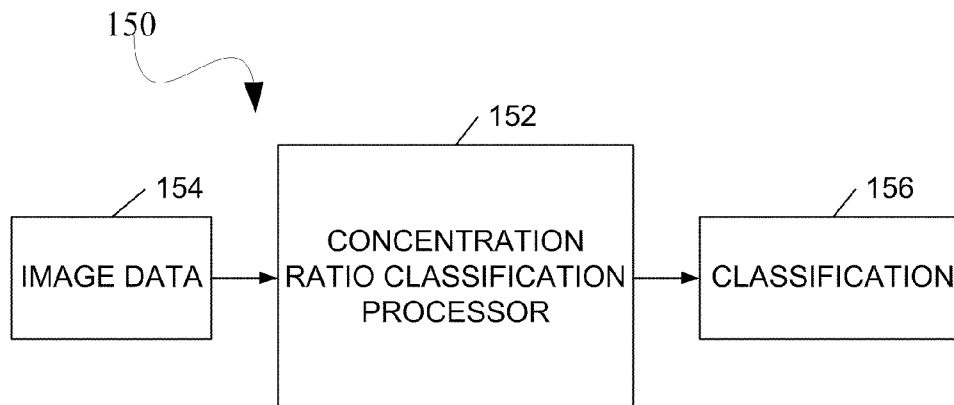 150
152
154
156
IMAGE DATA
CONCENTRATION
RATIO CLASSIFICATION
PROCESSOR
CLASSIFICATION